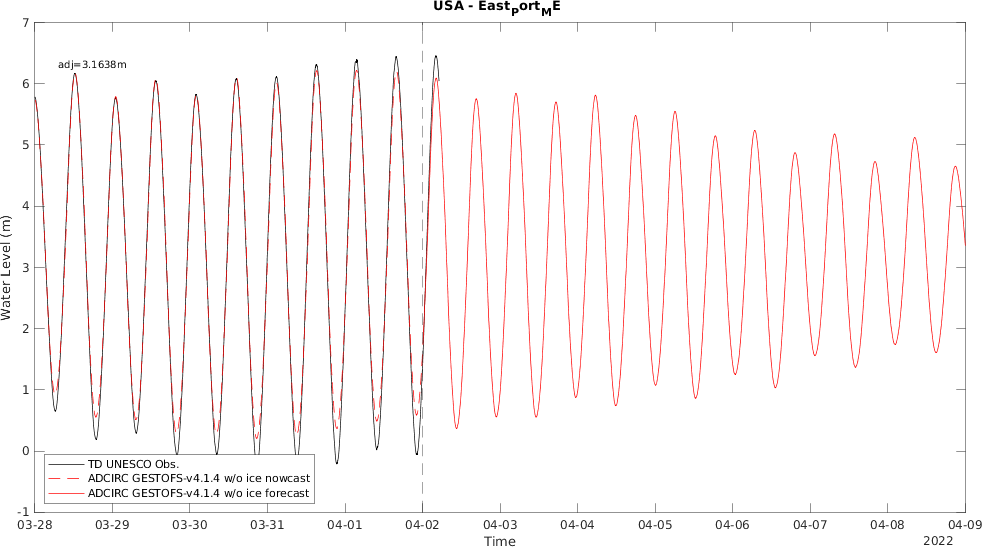 USA - EastPortME
7
adj=3.1638m
6
5
4
3
2
1
0
-1
Water Level (m)
TD UNESCO Obs.
ADCIRC GESTOFS-v4.1.4 w/o ice nowcast
ADCIRC GESTOFS-v4.1.4 w/o ice forecast
03-28 03-29 03-30 03-31 04-01 04-02 04-03 04-04 04-05 04-06 04-07 04-08 04-09
Time
2022